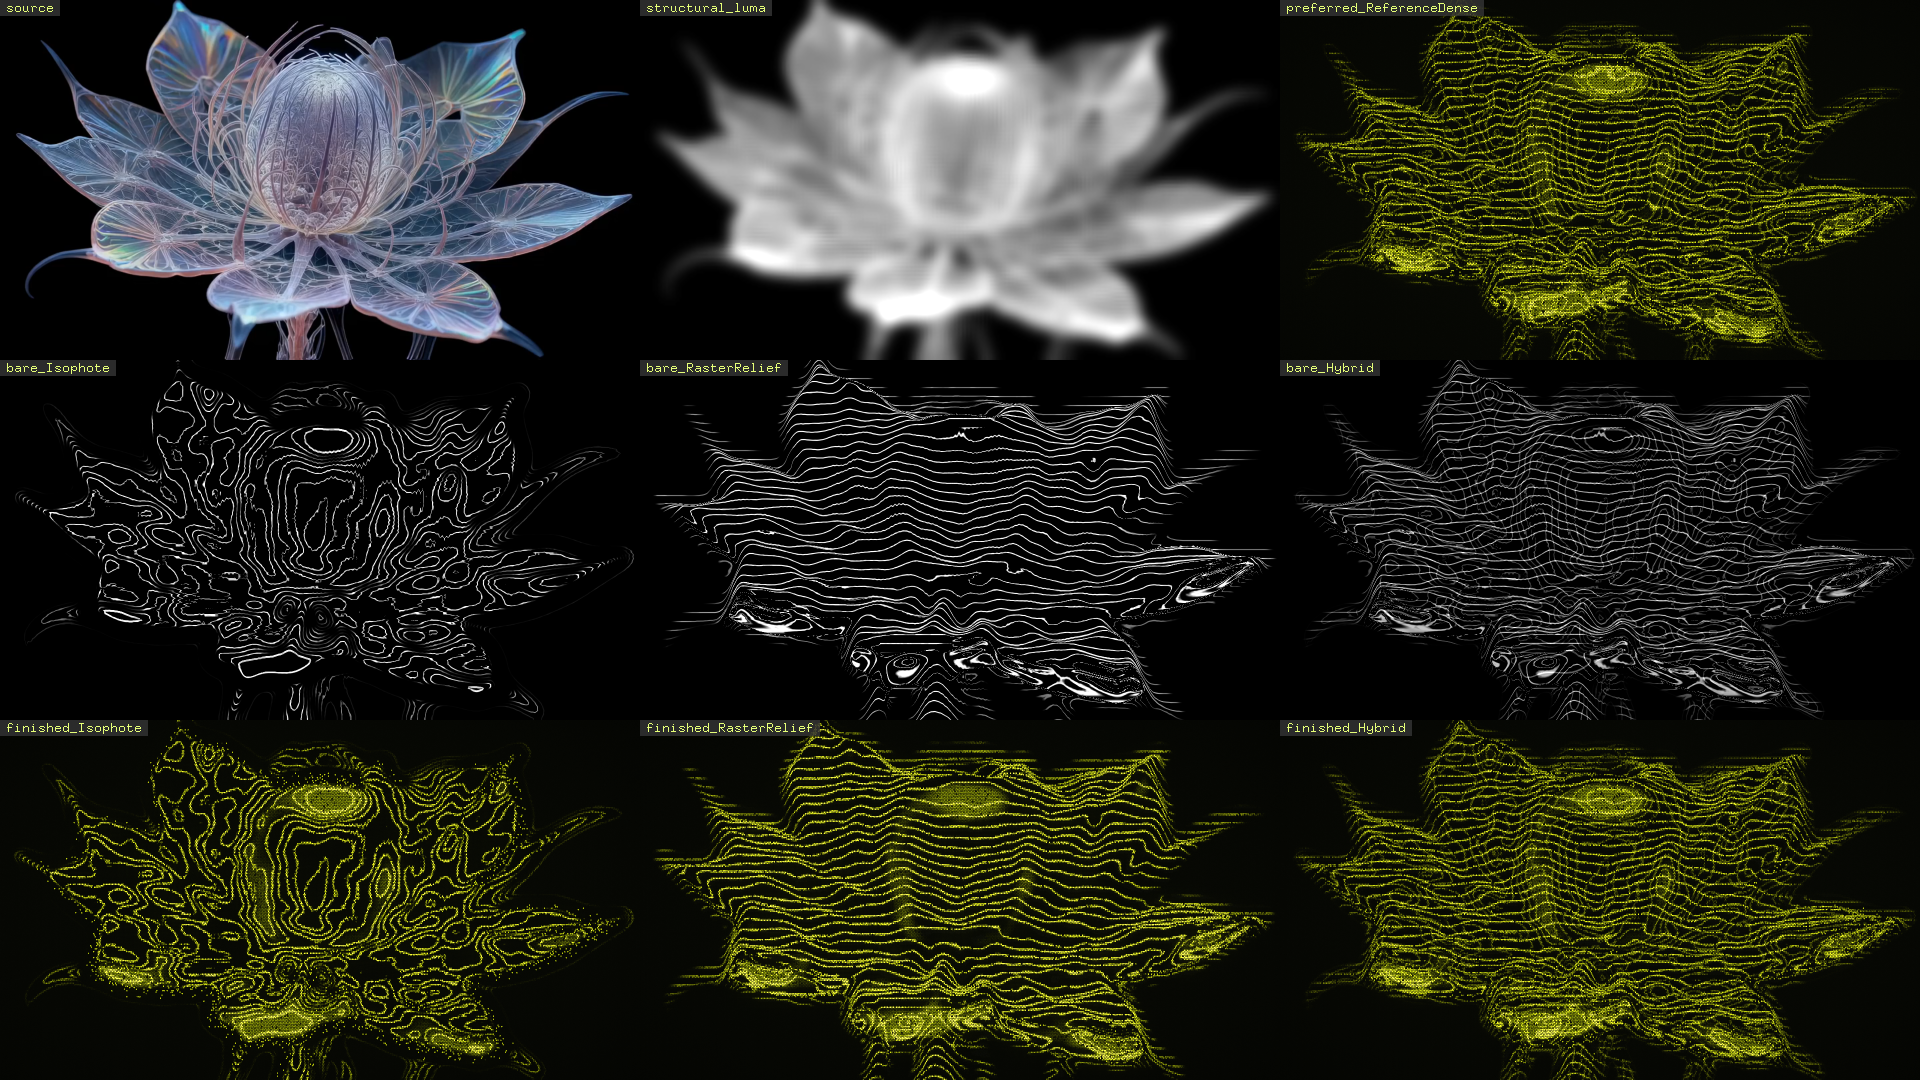 source
structural_luma
preferred_ReferenceDense
bare_Isophote
bare_RasterRelief
bare_Hybrid
finished_Isophote
finished_RasterRelief
finished_Hybrid